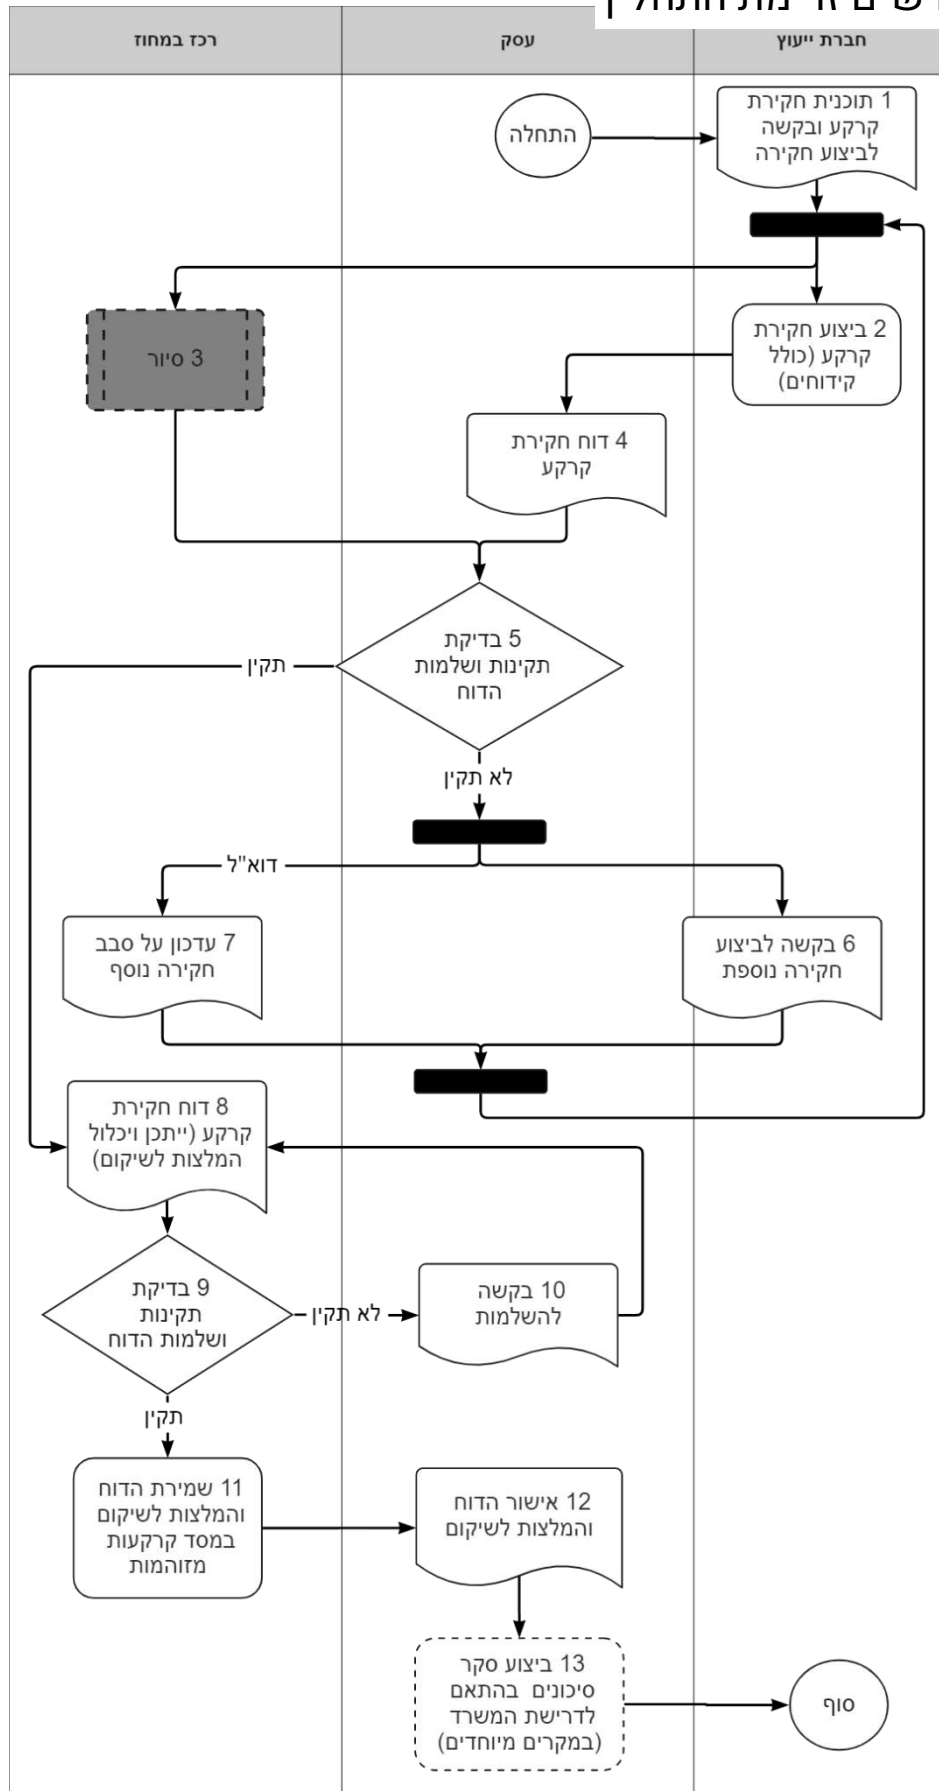 חברת ייעוץ
עסק
רכז במחוז
התחלה
1 תוכנית חקירת
קרקע ובקשה
לביצוע חקירה
2 ביצוע חקירת
קרקע (כולל
קידוחים)
3 סיור
4 דוח חקירת
קרקע
5 בדיקת
תקינות ושלמות
הדוח
תקין
לא תקין
דוא"ל
6 בקשה לביצוע
חקירה נוספת
7 עדכון על סבב
חקירה נוסף
8 דוח חקירת
קרקע (ייתכן ויכלול
המלצות לשיקום)
9 בדיקת
תקינות
ושלמות הדוח
לא תקין
10 בקשה
להשלמות
תקין
11 שמירת הדוח
והמלצות לשיקום
במסד קרקעות
מזוהמות
12 אישור הדוח
והמלצות לשיקום
13 ביצוע סקר
סיכונים בהתאם
לדרישת המשרד
(במקרים מיוחדים)
סוף